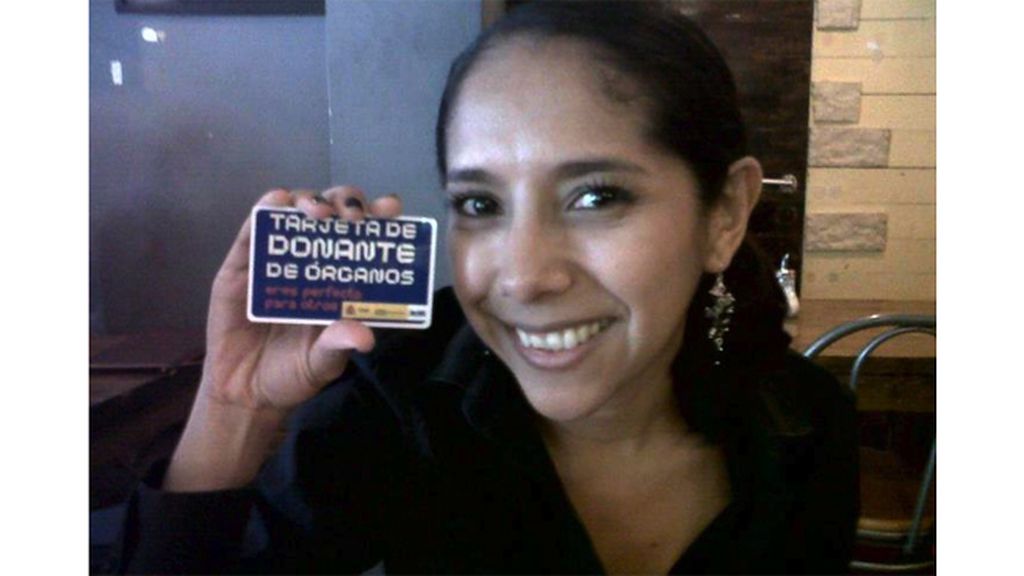 TARJETA DE
DONANTE
DE ÓRGANOS
eres perfecto
para otros